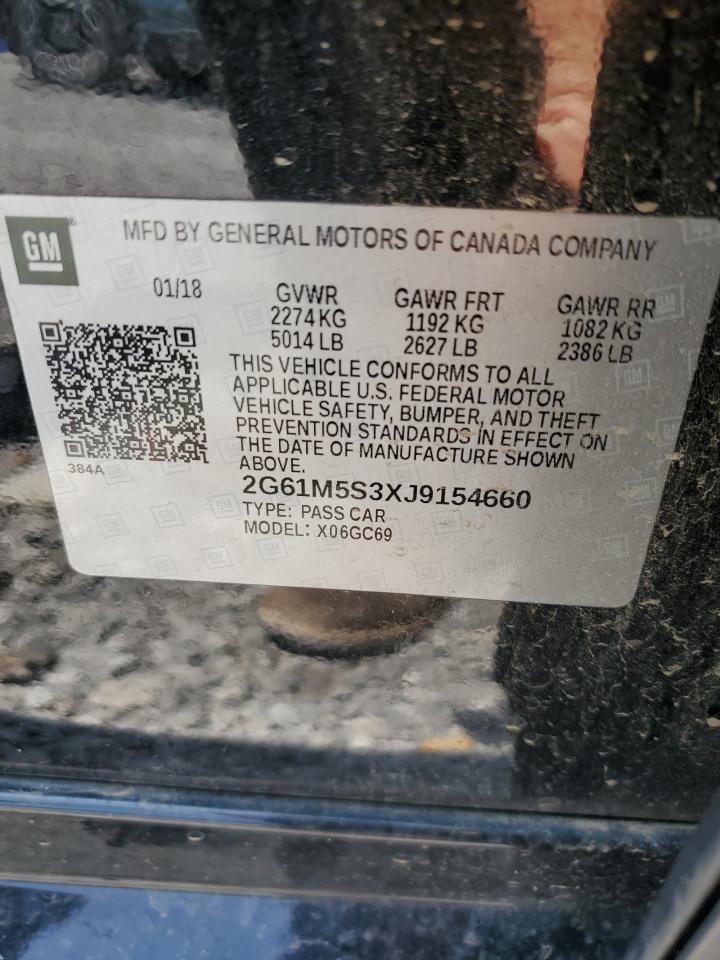 GM
MFD BY GENERAL MOTORS OF CANADA COMPANY
01/18
GVWR
2274 KG
5014 LB
GAWR FRT
1192 KG
2627 LB
GAWR RR
1082 KG
2386 LB
THIS VEHICLE CONFORMS TO ALL
APPLICABLE U.S. FEDERAL MOTOR
VEHICLE SAFETY, BUMPER, AND THEFT
PREVENTION STANDARDS IN EFFECT ON
THE DATE OF MANUFACTURE SHOWN
ABOVE.
384A
2G61M5S3XJ9154660
TYPE: PASS CAR
MODEL: X06GC69